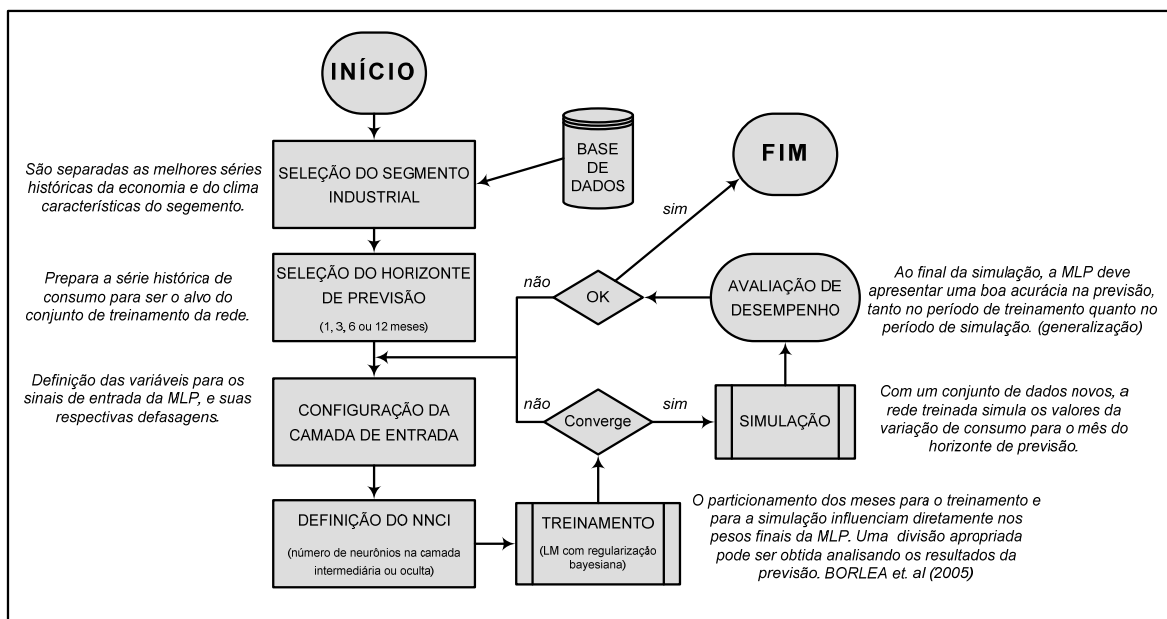 INÍCIO
São separadas as melhores séries
históricas da economia e do clima
características do segemento.
SELEÇÃO DO SEGMENTO
INDUSTRIAL
BASE
DE
DADOS
FIM
sim
Prepara a série histórica de
consumo para ser o alvo do
conjunto de treinamento da rede.
SELEÇÃO DO HORIZONTE
DE PREVISÃO
(1, 3, 6 ou 12 meses)
não
OK
AVALIAÇÃO DE
DESEMPENHO
Ao final da simulação, a MLP deve
apresentar uma boa acurácia na previsão,
tanto no período de treinamento quanto no
período de simulação. (generalização)
Definição das variáveis para os
sinais de entrada da MLP, e suas
respectivas defasagens.
CONFIGURAÇÃO DA
CAMADA DE ENTRADA
não
Converge
sim
SIMULAÇÃO
Com um conjunto de dados novos, a
rede treinada simula os valores da
variação de consumo para o mês do
horizonte de previsão.
DEFINIÇÃO DO NNCI
(número de neurônios na camada
intermediária ou oculta)
TREINAMENTO
(LM com regularização
bayesiana)
O particionamento dos meses para o treinamento e
para a simulação influenciam diretamente nos
pesos finais da MLP. Uma divisão apropriada
pode ser obtida analisando os resultados da
previsão. BORLEA et. al (2005)